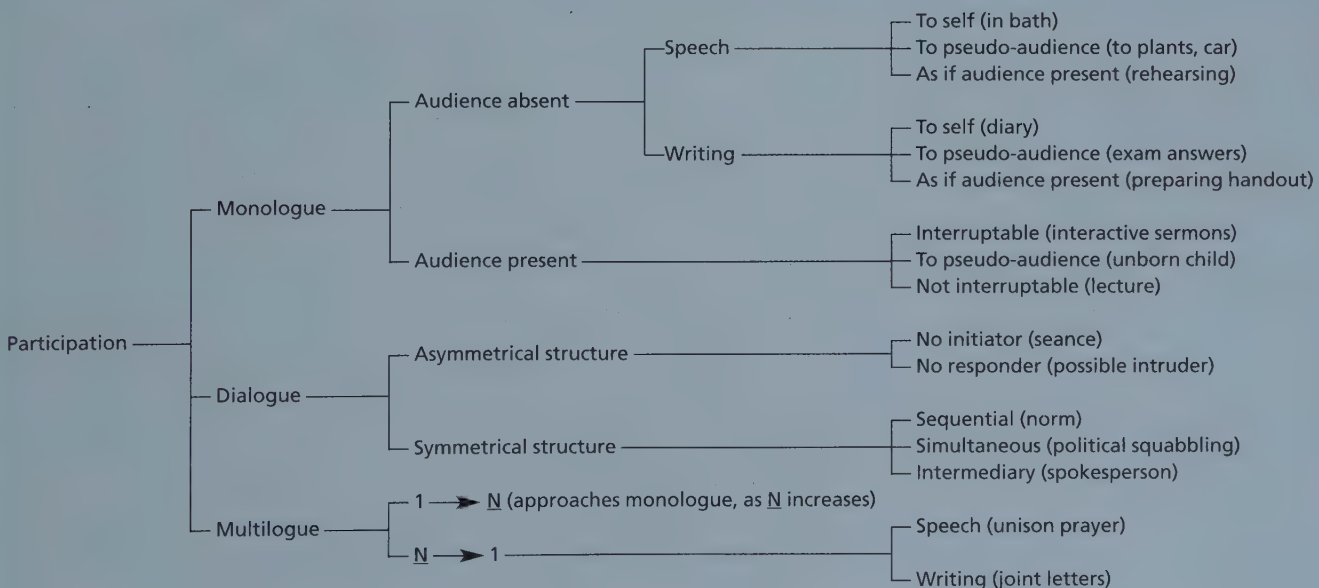 To self (in bath)
Speech
To pseudo-audience (to plants, car)
As if audience present (rehearsing)
Audience absent
To self (diary)
Writing
To pseudo-audience (exam answers)
As if audience present (preparing handout)
Monologue
Interruptable (interactive sermons)
Audience present
To pseudo-audience (unborn child)
Not interruptable (lecture)
Participation
No initiator (seance)
Asymmetrical structure
No responder (possible intruder)
Dialogue
Sequential (norm)
Symmetrical structure
Simultaneous (political squabbling)
Intermediary (spokesperson)
1 → N (approaches monologue, as N increases)
Multilogue
Speech (unison prayer)
N → 1
Writing (joint letters)